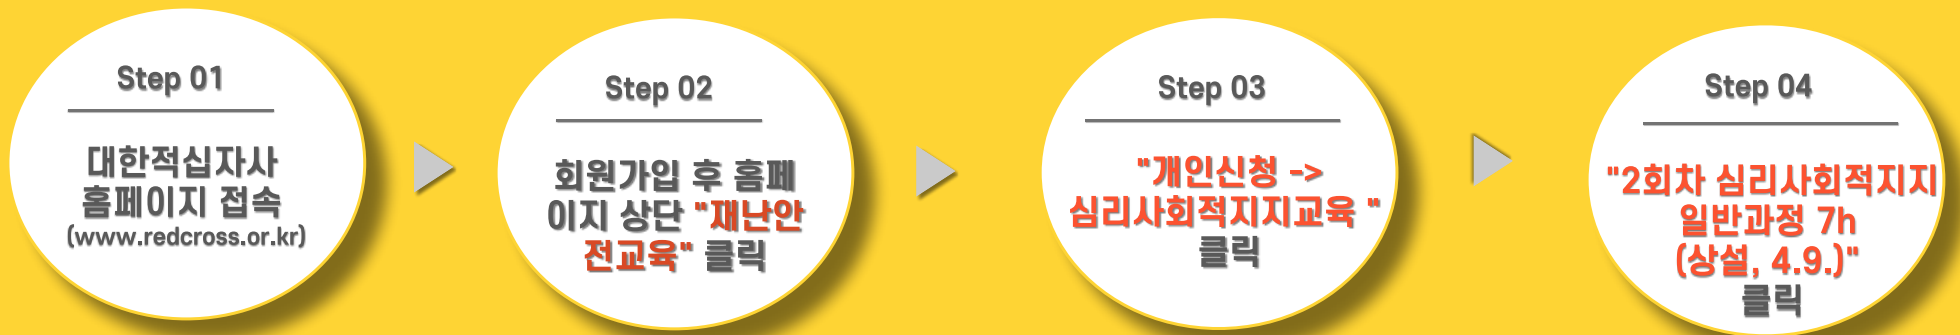 Step 01
대한적십자사
홈페이지 접속
(www.redcross.or.kr)
Step 02
회원가입 후 홈페
이지 상단 "재난안
전교육" 클릭
Step 03
"개인신청 ->
심리사회적지지교육 "
클릭
Step 04
"2회차 심리사회적지지
일반과정 7h
(상설, 4.9.)"
클릭